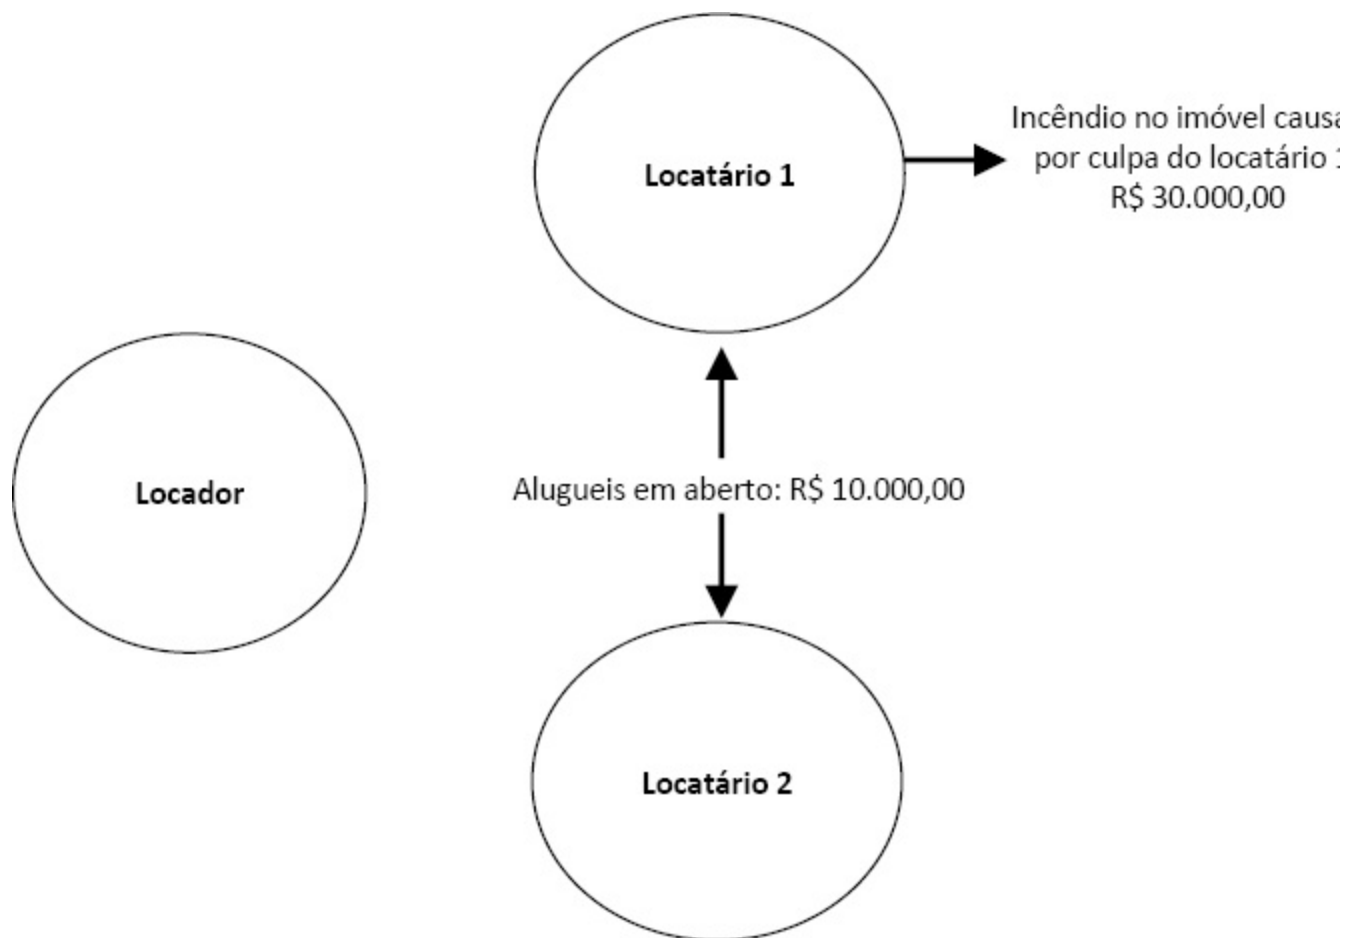 Incêndio no imóvel causa
por culpa do locatário
R$ 30.000,00
Locatário 1
Locador
Alugueis em aberto: R$ 10.000,00
Locatário 2